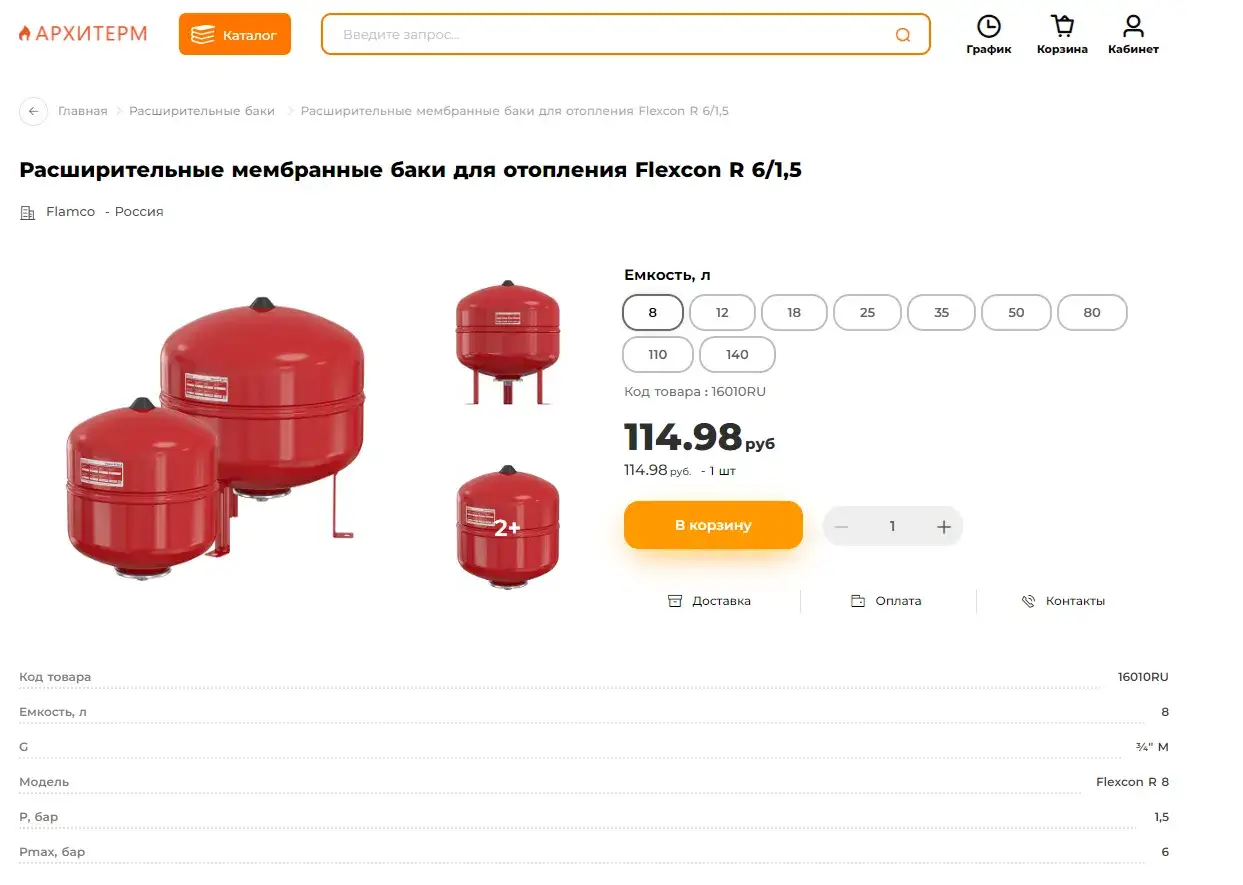 АРХИТЕРМ
Каталог
Введите запрос...
График
Корзина
Кабинет
Главная
Расширительные баки
Расширительные мембранные баки для отопления Flexcon R 6/1,5
Расширительные мембранные баки для отопления Flexcon R 6/1,5
Flamco - Россия
Емкость, л
8 12 18 25 35 50 80
110 140
Код товара : 16010RU
114.98 руб
114.98 руб. - 1 шт
В корзину
1
2+
Доставка
Оплата
Контакты
Код товара 16010RU
Емкость, л 8
G ¾" M
Модель Flexcon R 8
P, бар 1,5
Pmax, бар 6